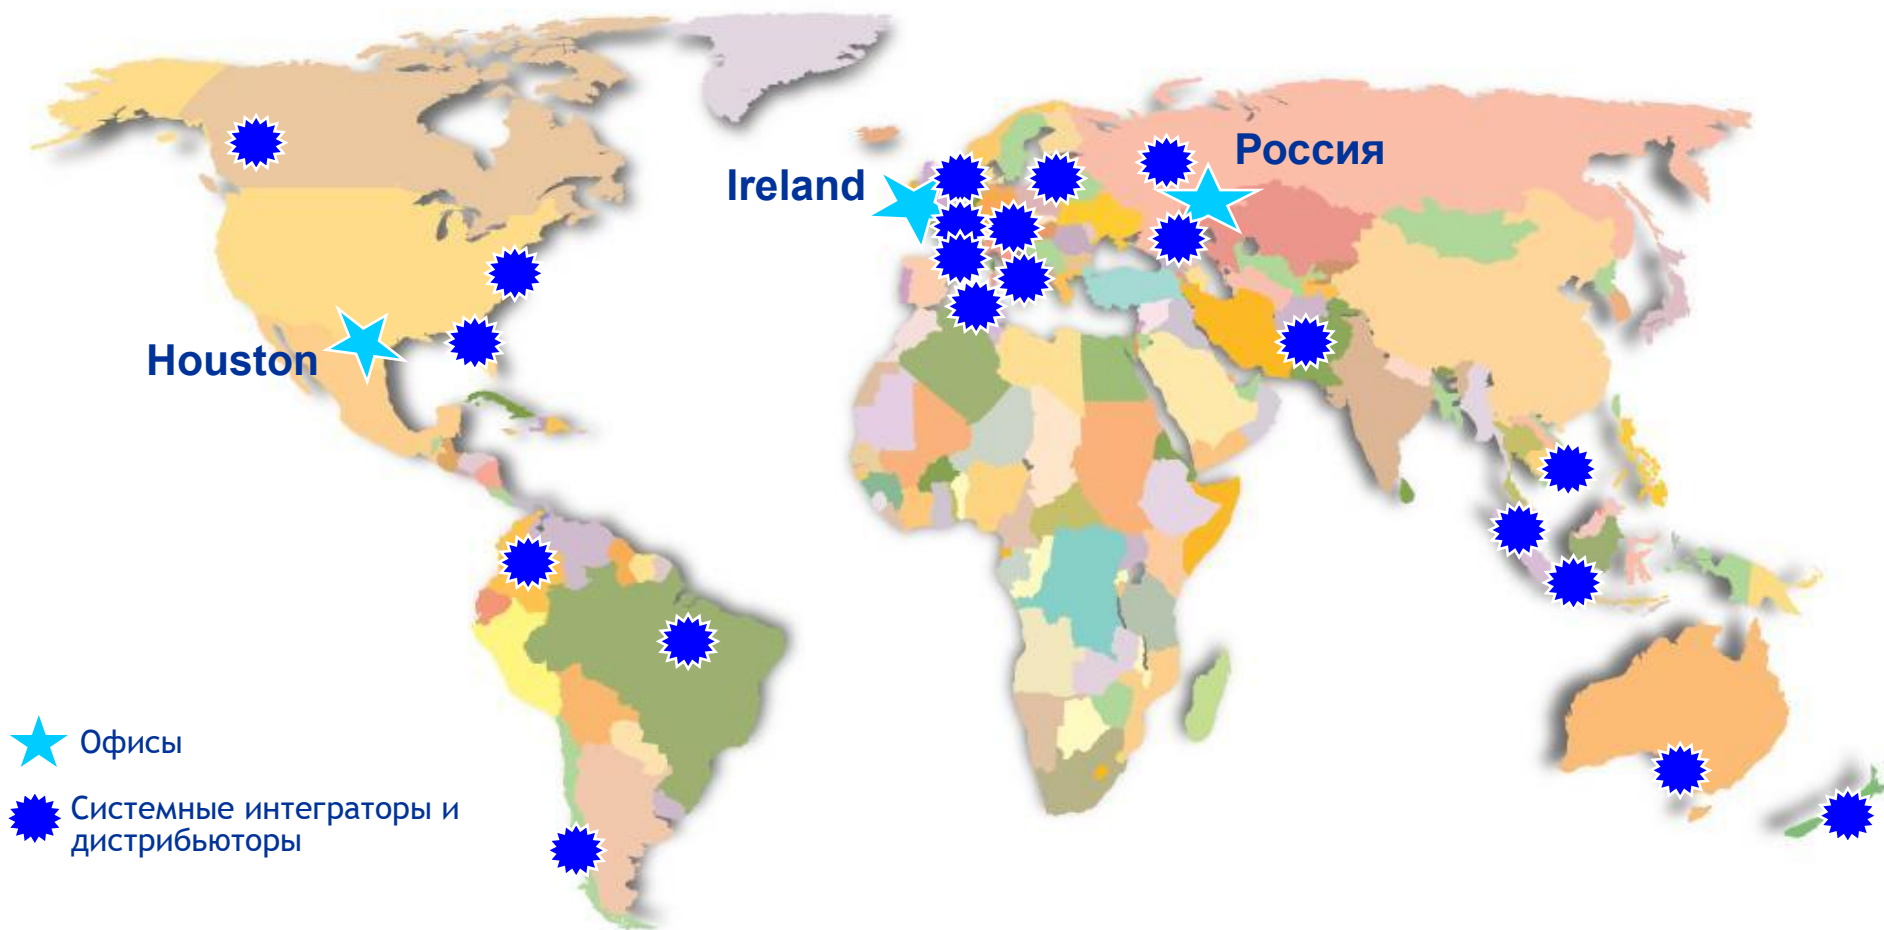 Россия
Ireland
Houston
Офисы
Системные интеграторы и
дистрибьюторы